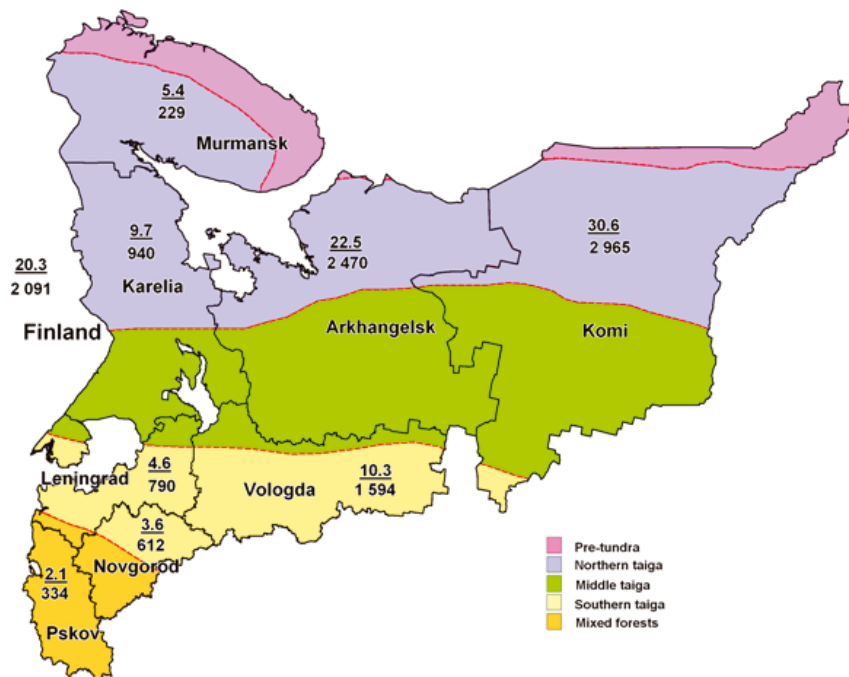 5.4
229
Murmansk
9.7
940
Karelia
22.5
2 470
30.6
2 965
20.3
2 091
Finland
Arkhangelsk
Komi
Leningrad
4.6
790
Vologda
10.3
1 594
3.6
612
Novgorod
2.1
334
Pskov
Pre-tundra
Northern taiga
Middle taiga
Southern taiga
Mixed forests